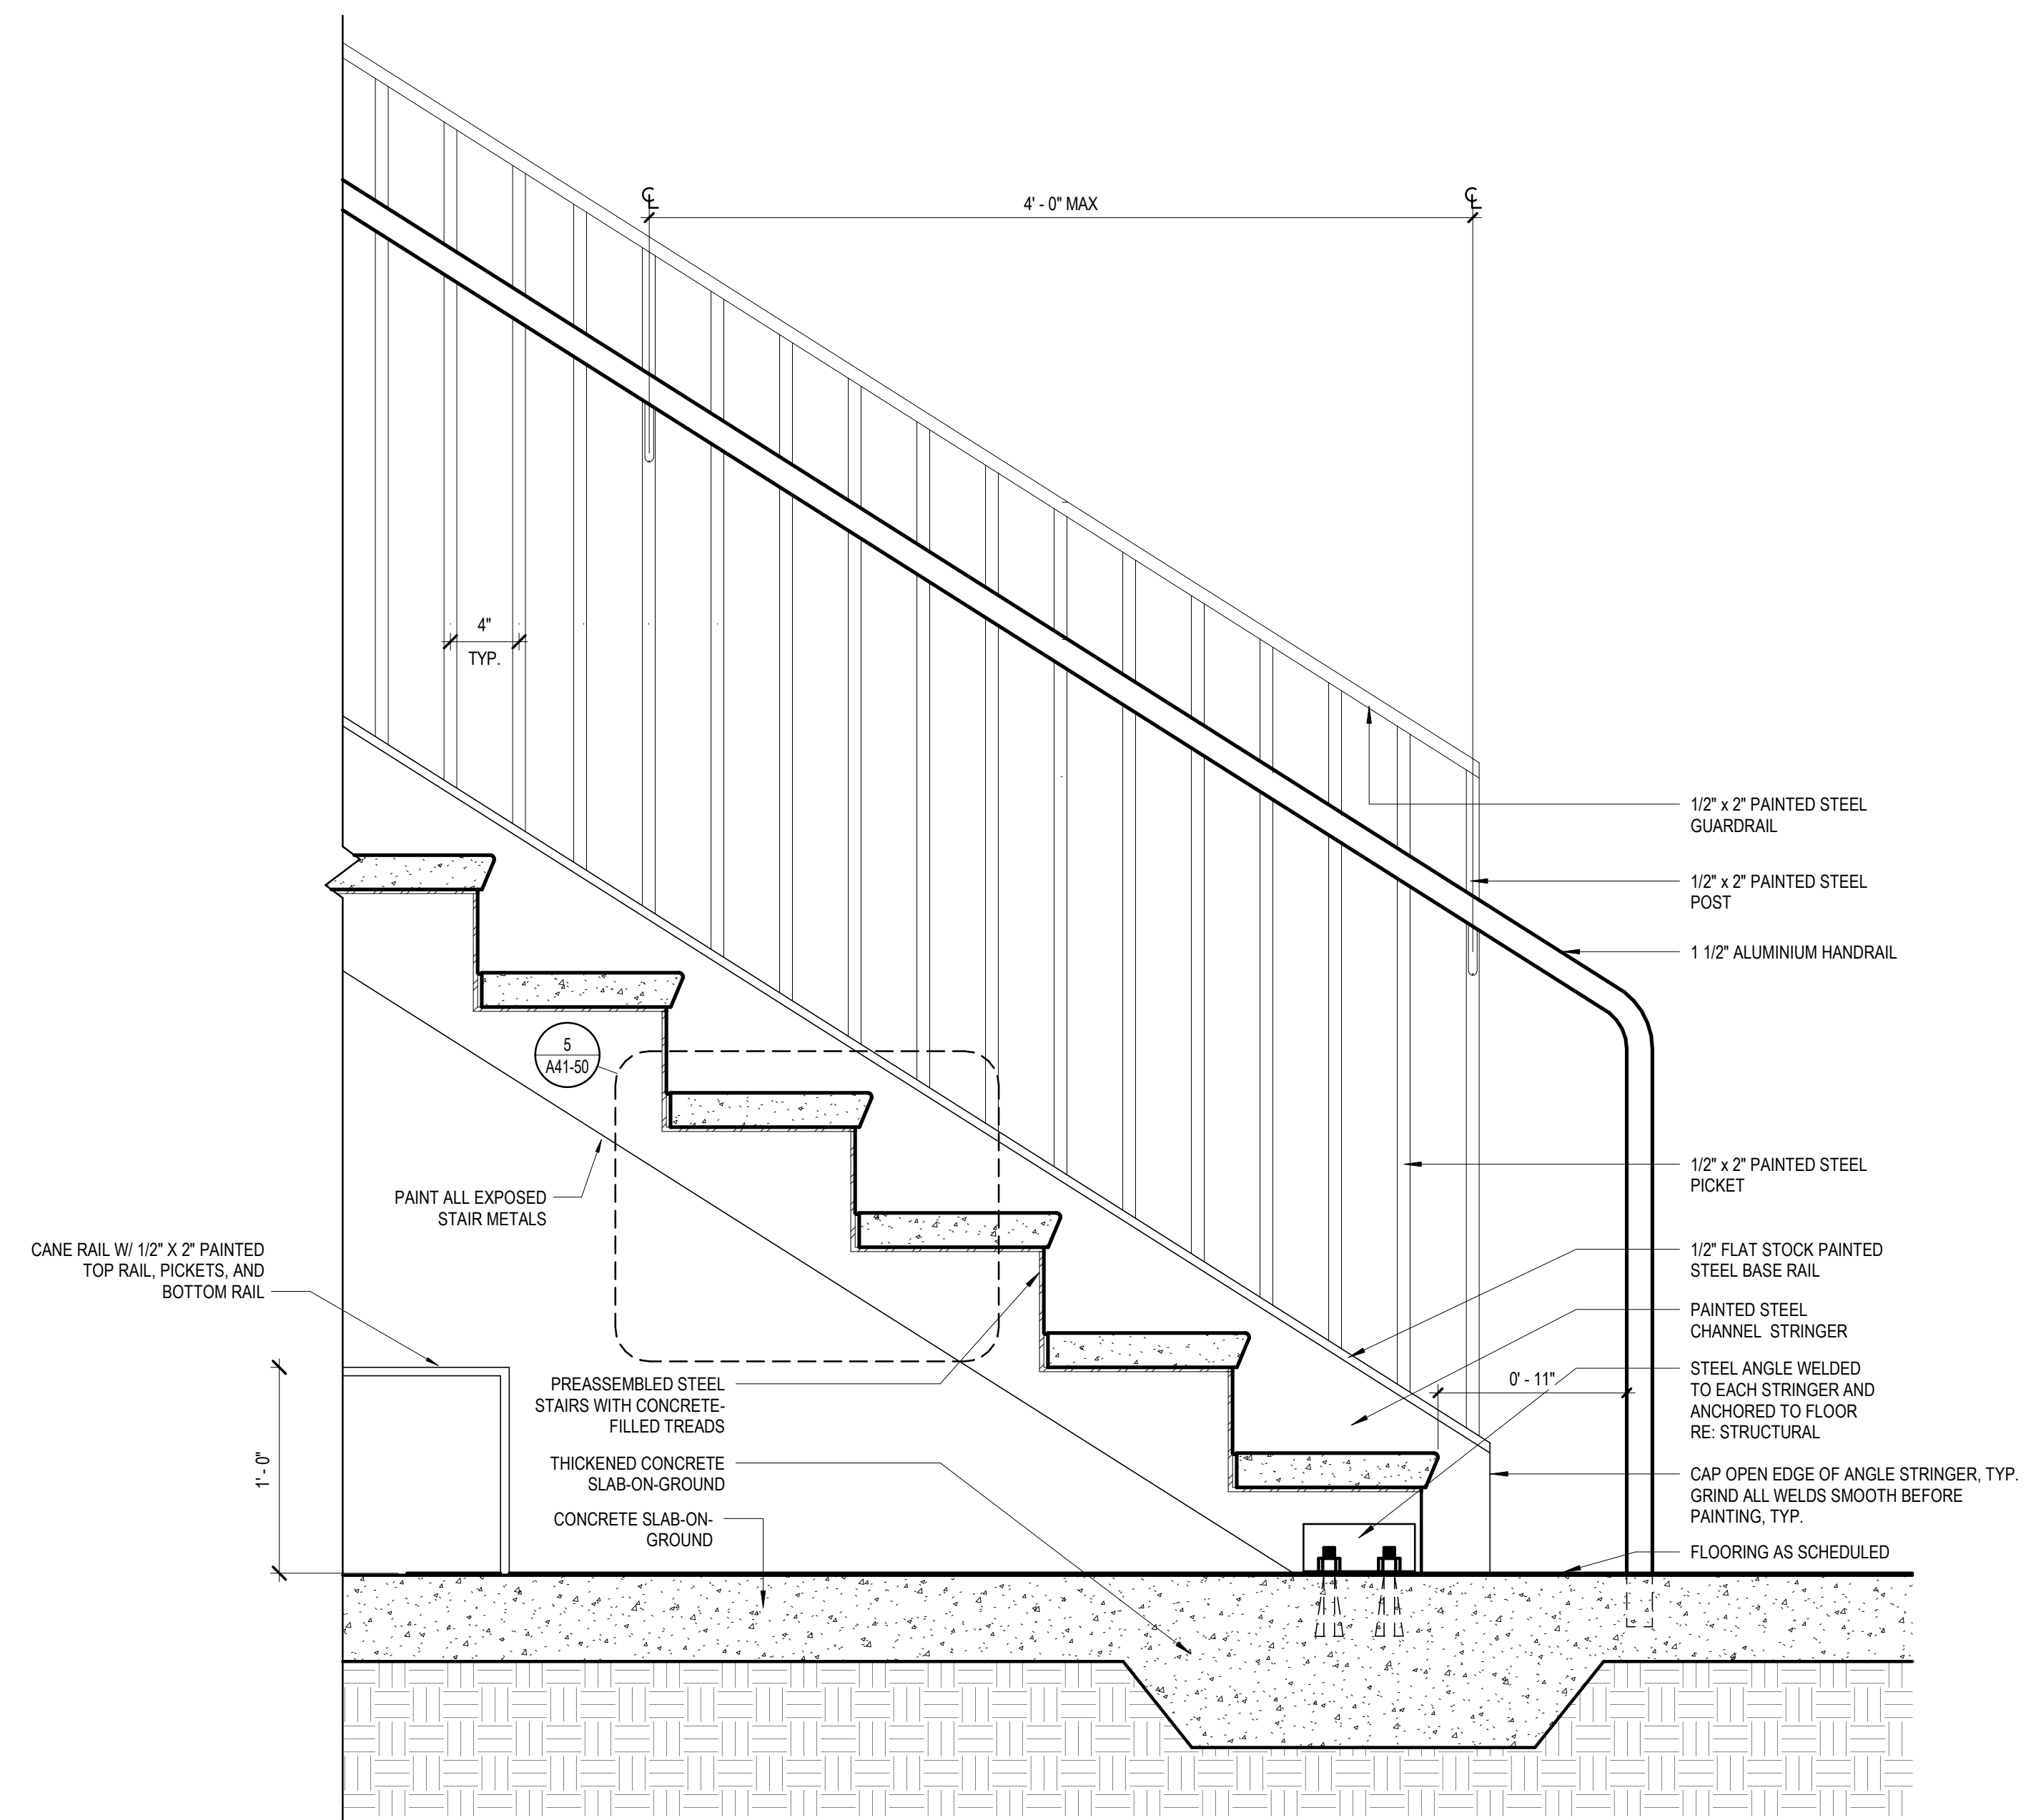 ℄
℄
4' - 0" MAX
4"
TYP.
1/2" x 2" PAINTED STEEL
GUARDRAIL
1/2" x 2" PAINTED STEEL
POST
1 1/2" ALUMINIUM HANDRAIL
5
A41-50
1/2" x 2" PAINTED STEEL
PICKET
PAINT ALL EXPOSED
STAIR METALS
CANE RAIL W/ 1/2" X 2" PAINTED
TOP RAIL, PICKETS, AND
BOTTOM RAIL
1/2" FLAT STOCK PAINTED
STEEL BASE RAIL
PAINTED STEEL
CHANNEL STRINGER
0' - 11"
STEEL ANGLE WELDED
TO EACH STRINGER AND
ANCHORED TO FLOOR
RE: STRUCTURAL
PREASSEMBLED STEEL
STAIRS WITH CONCRETE-
FILLED TREADS
1' - 0"
THICKENED CONCRETE
SLAB-ON-GROUND
CAP OPEN EDGE OF ANGLE STRINGER, TYP.
GRIND ALL WELDS SMOOTH BEFORE
PAINTING, TYP.
CONCRETE SLAB-ON-
GROUND
FLOORING AS SCHEDULED